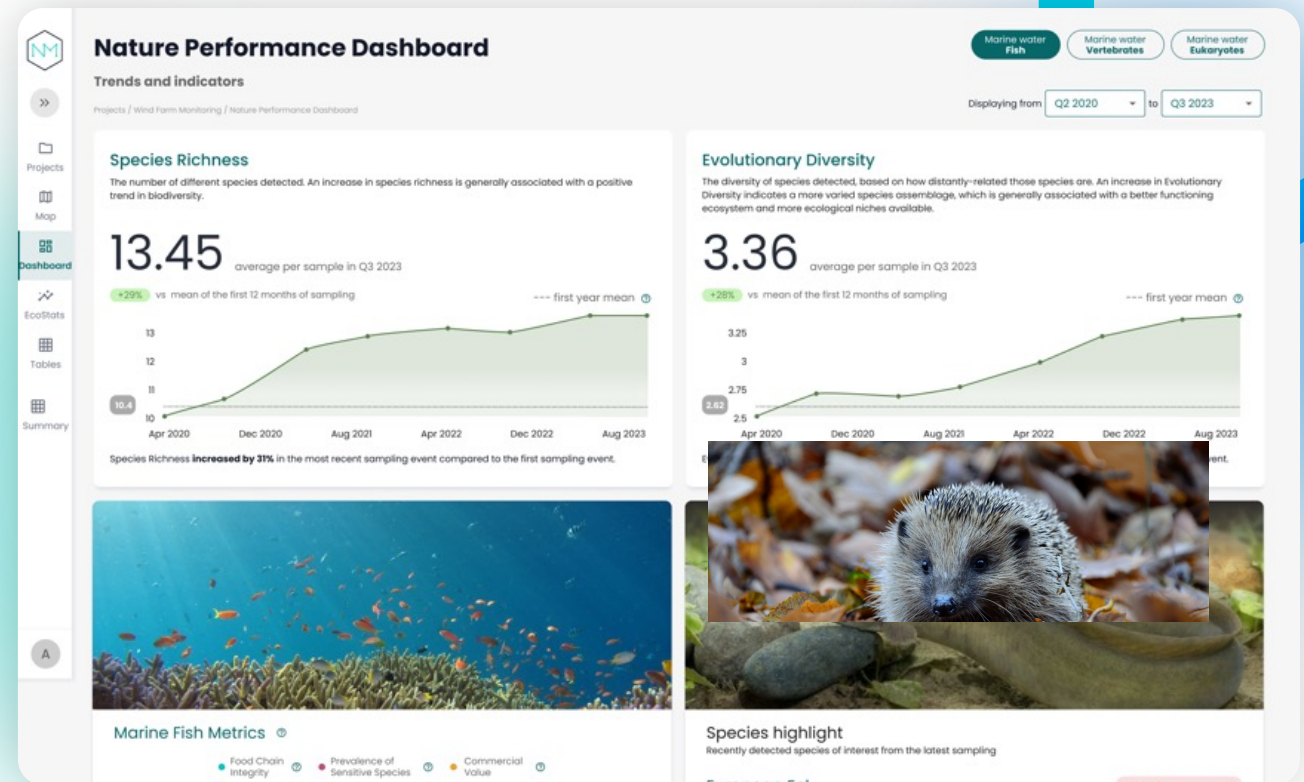 NM
Nature Performance Dashboard
Trends and indicators
Projects / Wind Farm Monitoring / Nature Performance Dashboard
Marine water
Fish
Marine water
Vertebrates
Marine water
Eukaryotes
Displaying from Q2 2020 to Q3 2023
Projects
Map
Dashboard
EcoStats
Tables
Summary
A
Species Richness
The number of different species detected. An increase in species richness is generally associated with a positive
trend in biodiversity.
13.45 average per sample in Q3 2023
+29% vs mean of the first 12 months of sampling
--- first year mean ?
13
12
11
10.4
10
Apr 2020 Dec 2020 Aug 2021 Apr 2022 Dec 2022 Aug 2023
Species Richness increased by 31% in the most recent sampling event compared to the first sampling event.
Evolutionary Diversity
The diversity of species detected, based on how distantly-related those species are. An increase in Evolutionary
Diversity indicates a more varied species assemblage, which is generally associated with a better functioning
ecosystem and more ecological niches available.
3.36 average per sample in Q3 2023
+28% vs mean of the first 12 months of sampling
--- first year mean ?
3.25
3
2.75
2.62
2.5
Apr 2020 Dec 2020 Aug 2021 Apr 2022 Dec 2022 Aug 2023
Marine Fish Metrics ?
Food Chain
Integrity ?
Prevalence of
Sensitive Species ?
Commercial
Value ?
Species highlight
Recently detected species of interest from the latest sampling